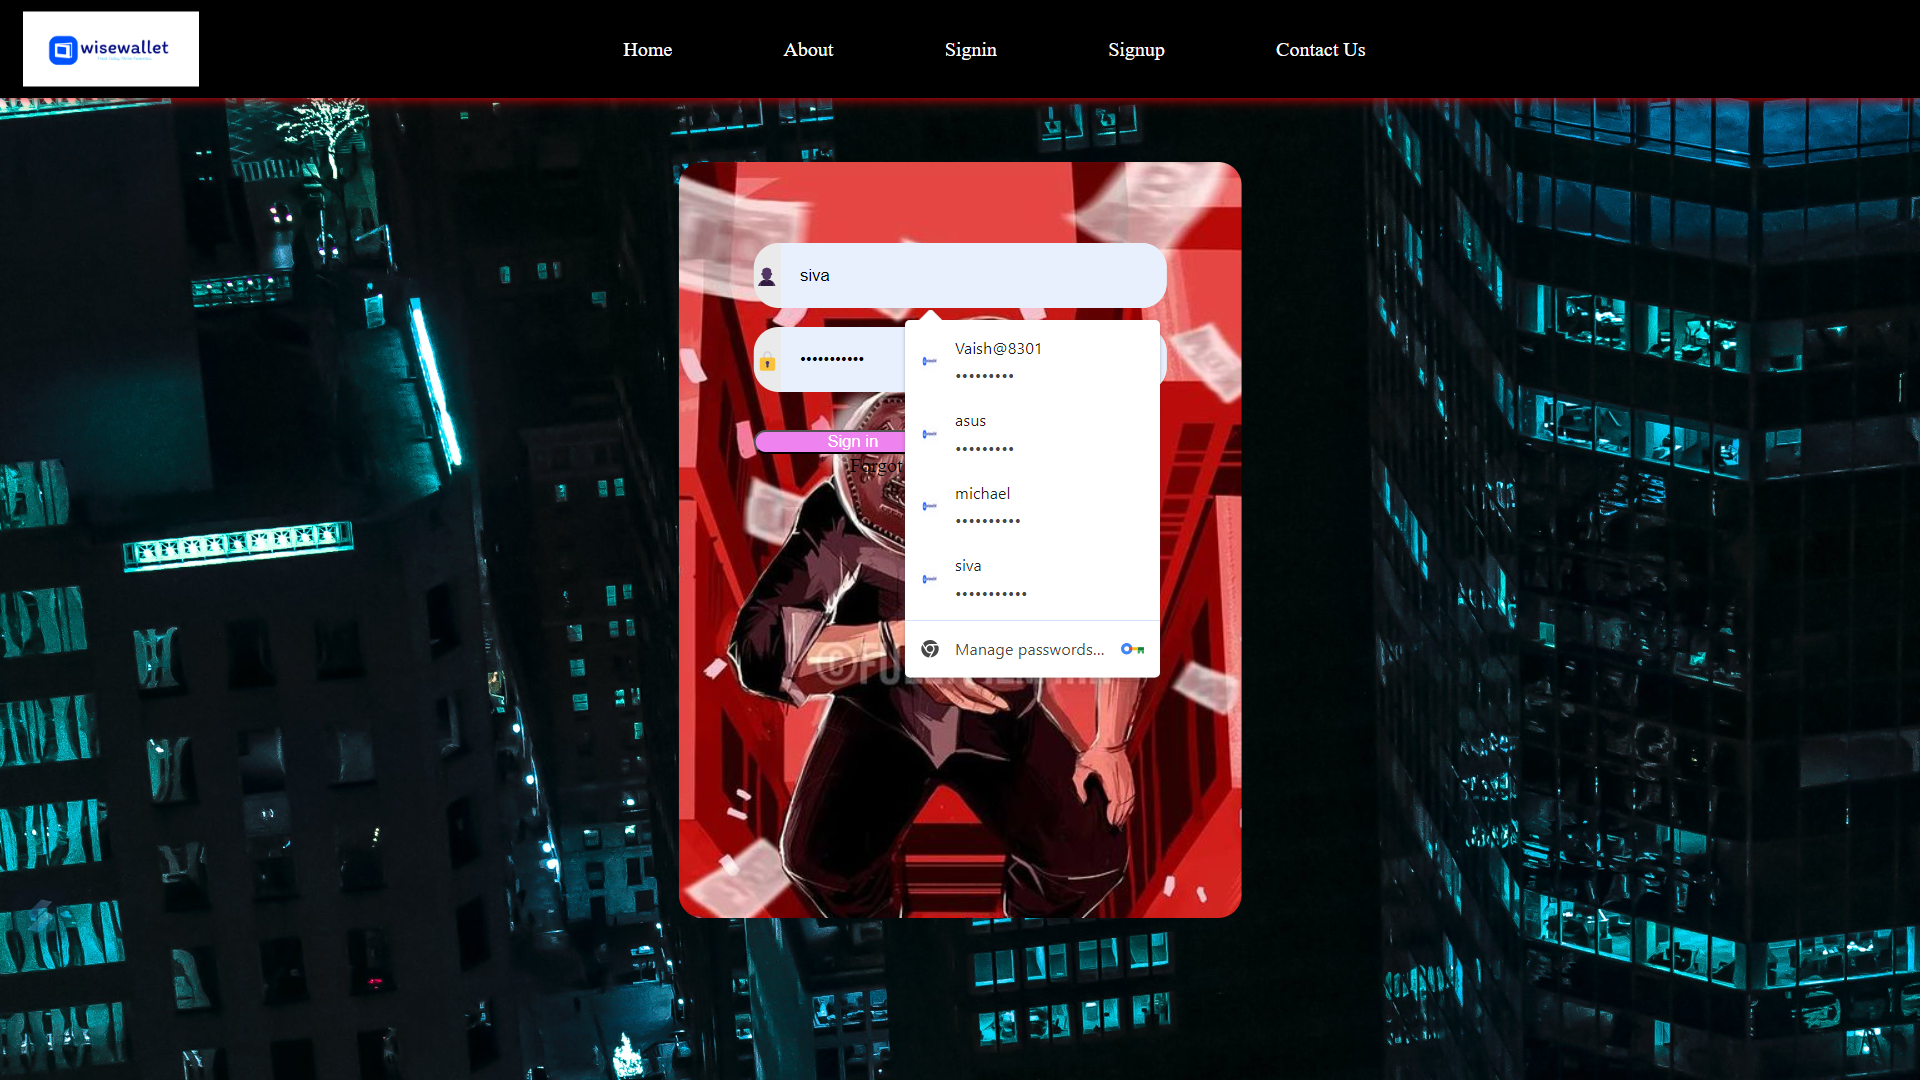 wisewallet
Home
About
Signin
Signup
Contact Us
siva
•••••••••••
Sign in
Forgot
Vaish@8301
•••••••••
asus
•••••••••
michael
••••••••••
siva
•••••••••••
Manage passwords...